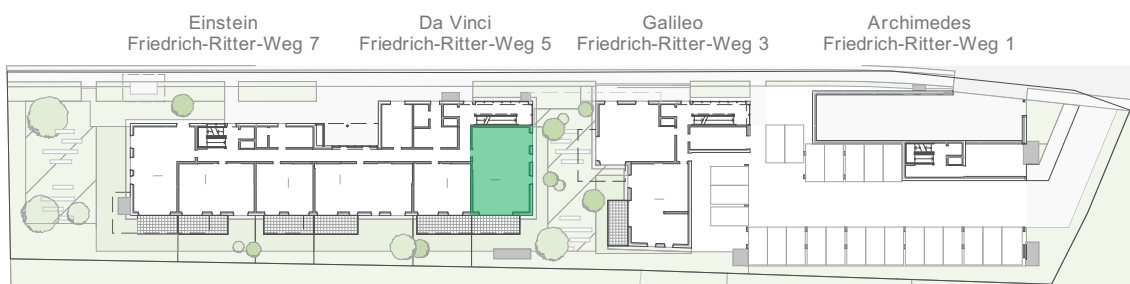 Einstein
Friedrich-Ritter-Weg 7
Da Vinci
Friedrich-Ritter-Weg 5
Galileo
Friedrich-Ritter-Weg 3
Archimedes
Friedrich-Ritter-Weg 1